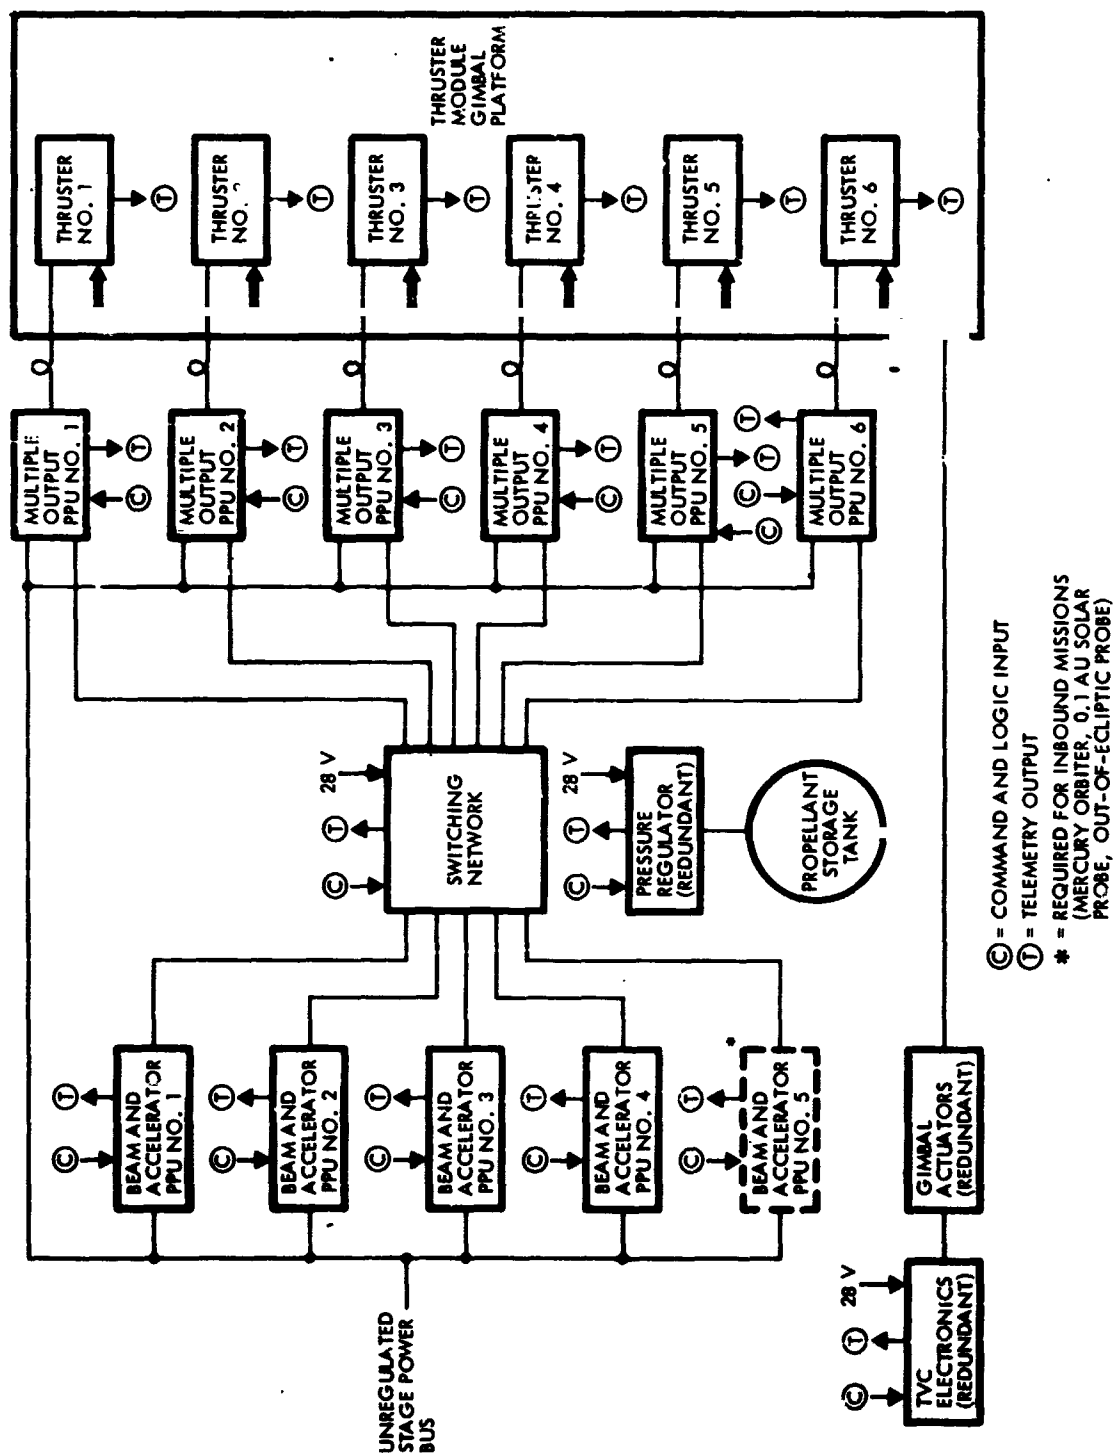 UNREGULATED
STAGE POWER
BUS
BEAM AND
ACCELERATOR
PPU NO. 1
C
T
BEAM AND
ACCELERATOR
PPU NO. 2
C
T
BEAM AND
ACCELERATOR
PPU NO. 3
C
T
BEAM AND
ACCELERATOR
PPU NO. 4
C
T
BEAM AND
ACCELERATOR
PPU NO. 5
C
T
*
SWITCHING
NETWORK
C
T
28 V
PRESSURE
REGULATOR
(REDUNDANT)
C
T
28 V
PROPELLANT
STORAGE
TANK
MULTIPLE
OUTPUT
PPU NO. 1
C
T
MULTIPLE
OUTPUT
PPU NO. 2
C
T
MULTIPLE
OUTPUT
PPU NO. 3
C
T
MULTIPLE
OUTPUT
PPU NO. 4
C
T
MULTIPLE
OUTPUT
PPU NO. 5
C
T
MULTIPLE
OUTPUT
PPU NO. 6
C
T
THRUSTER
NO. 1
T
THRUSTER
NO.
T
THRUSTER
NO. 3
T
THRUSTER
NO. 4
T
THRUSTER
NO. 5
T
THRUSTER
NO. 6
T
THRUSTER
MODULE
GIMBAL
PLATFORM
TVC
ELECTRONICS
(REDUNDANT)
C
T
28 V
GIMBAL
ACTUATORS
(REDUNDANT)
C = COMMAND AND LOGIC INPUT
T = TELEMETRY OUTPUT
* = REQUIRED FOR INBOUND MISSIONS
(MERCURY ORBITER, 0.1 AU SOLAR
PROBE, OUT-OF-ECLIPTIC PROBE)